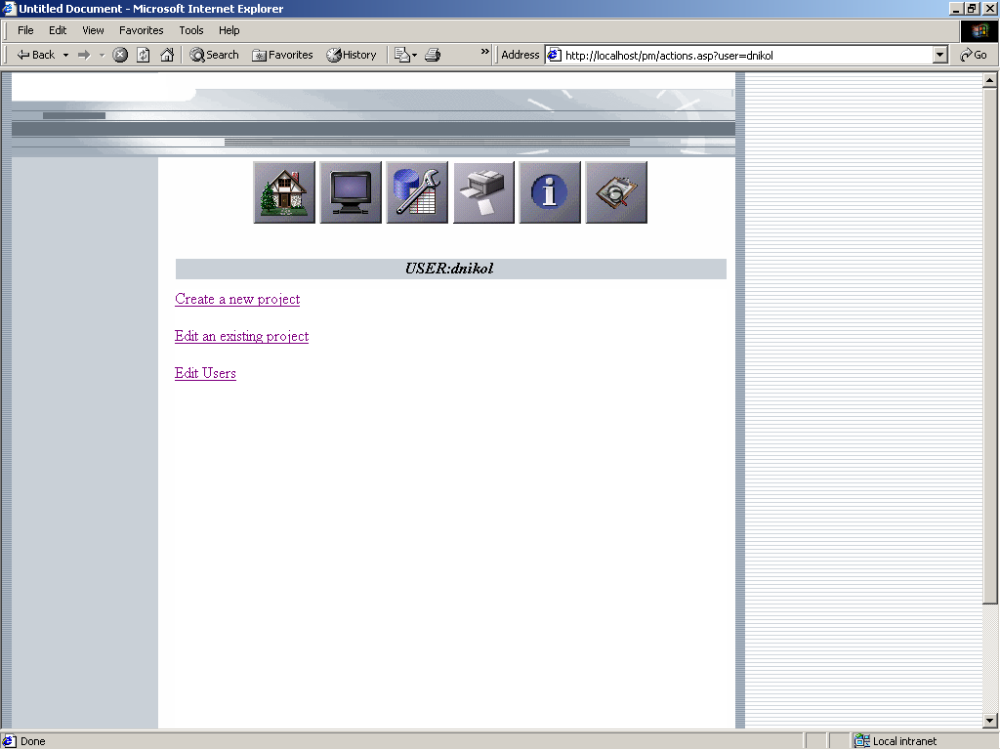 Untitled Document - Microsoft Internet Explorer
File Edit View Favorites Tools Help
Back Search Favorites History » Address http://localhost/pm/actions.asp?user=dnikol Go
USER:dnikol
Create a new project
Edit an existing project
Edit Users
Done Local intranet